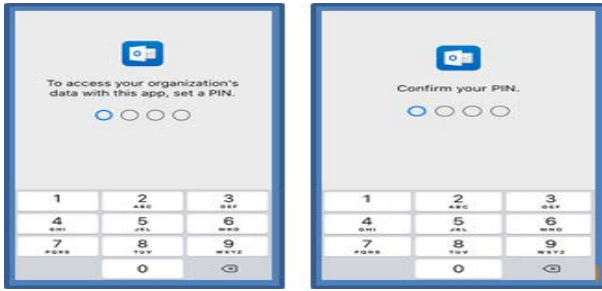 To access your organization's
data with this app, set a PIN.
1 2 3
ABC DEF
4 5 6
GHI JKL MNO
7 8 9
PQRS TUV WXYZ
0
Confirm your PIN.
1 2 3
ABC DEF
4 5 6
GHI JKL MNO
7 8 9
PQRS TUV WXYZ
0